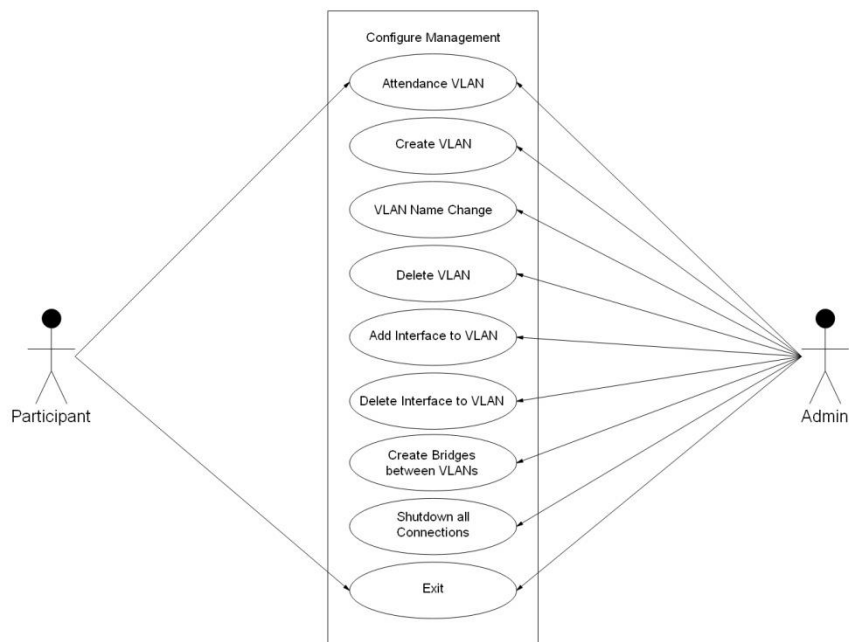 Configure Management
Attendance VLAN
Create VLAN
VLAN Name Change
Delete VLAN
Add Interface to VLAN
Delete Interface to VLAN
Create Bridges
between VLANs
Shutdown all
Connections
Exit
Participant
Admin